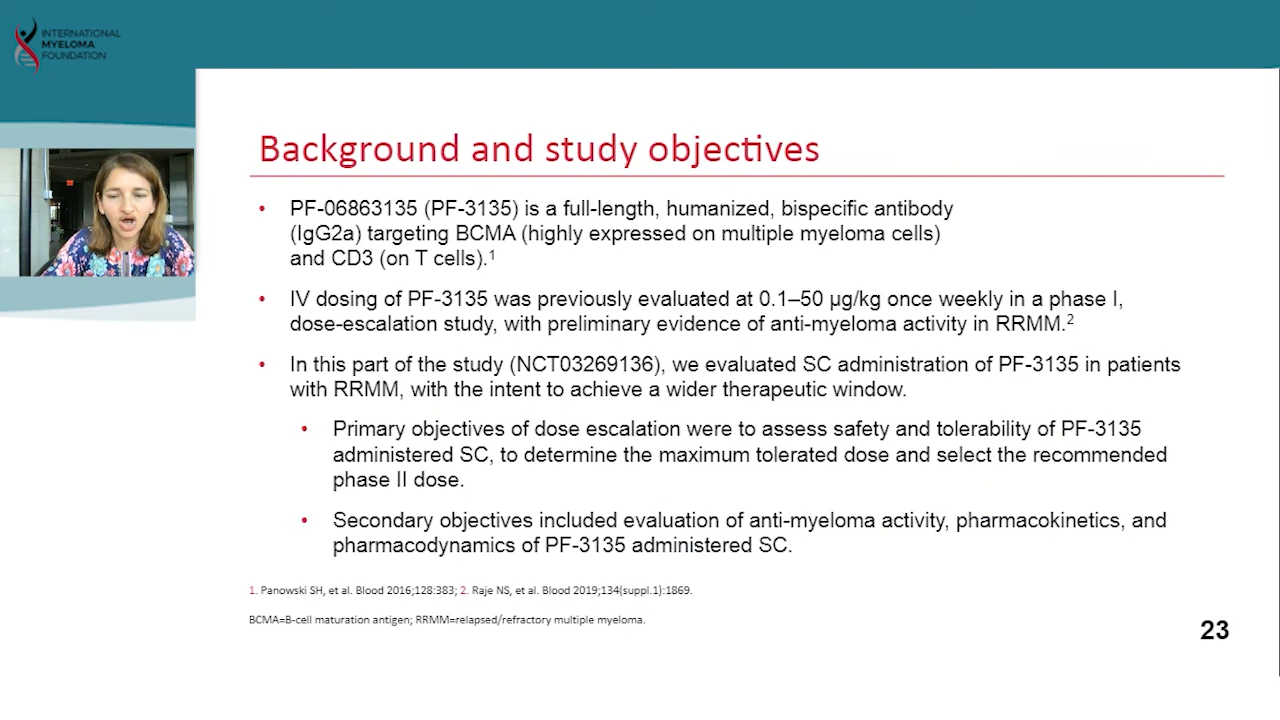 INTERNATIONAL
MYELOMA
FOUNDATION
Background and study objectives
• PF-06863135 (PF-3135) is a full-length, humanized, bispecific antibody
(IgG2a) targeting BCMA (highly expressed on multiple myeloma cells)
and CD3 (on T cells).1
• IV dosing of PF-3135 was previously evaluated at 0.1–50 µg/kg once weekly in a phase I,
dose-escalation study, with preliminary evidence of anti-myeloma activity in RRMM.2
• In this part of the study (NCT03269136), we evaluated SC administration of PF-3135 in patients
with RRMM, with the intent to achieve a wider therapeutic window.
• Primary objectives of dose escalation were to assess safety and tolerability of PF-3135
administered SC, to determine the maximum tolerated dose and select the recommended
phase II dose.
• Secondary objectives included evaluation of anti-myeloma activity, pharmacokinetics, and
pharmacodynamics of PF-3135 administered SC.
1. Panowski SH, et al. Blood 2016;128:383; 2. Raje NS, et al. Blood 2019;134(suppl.1):1869.
BCMA=B-cell maturation antigen; RRMM=relapsed/refractory multiple myeloma.
23